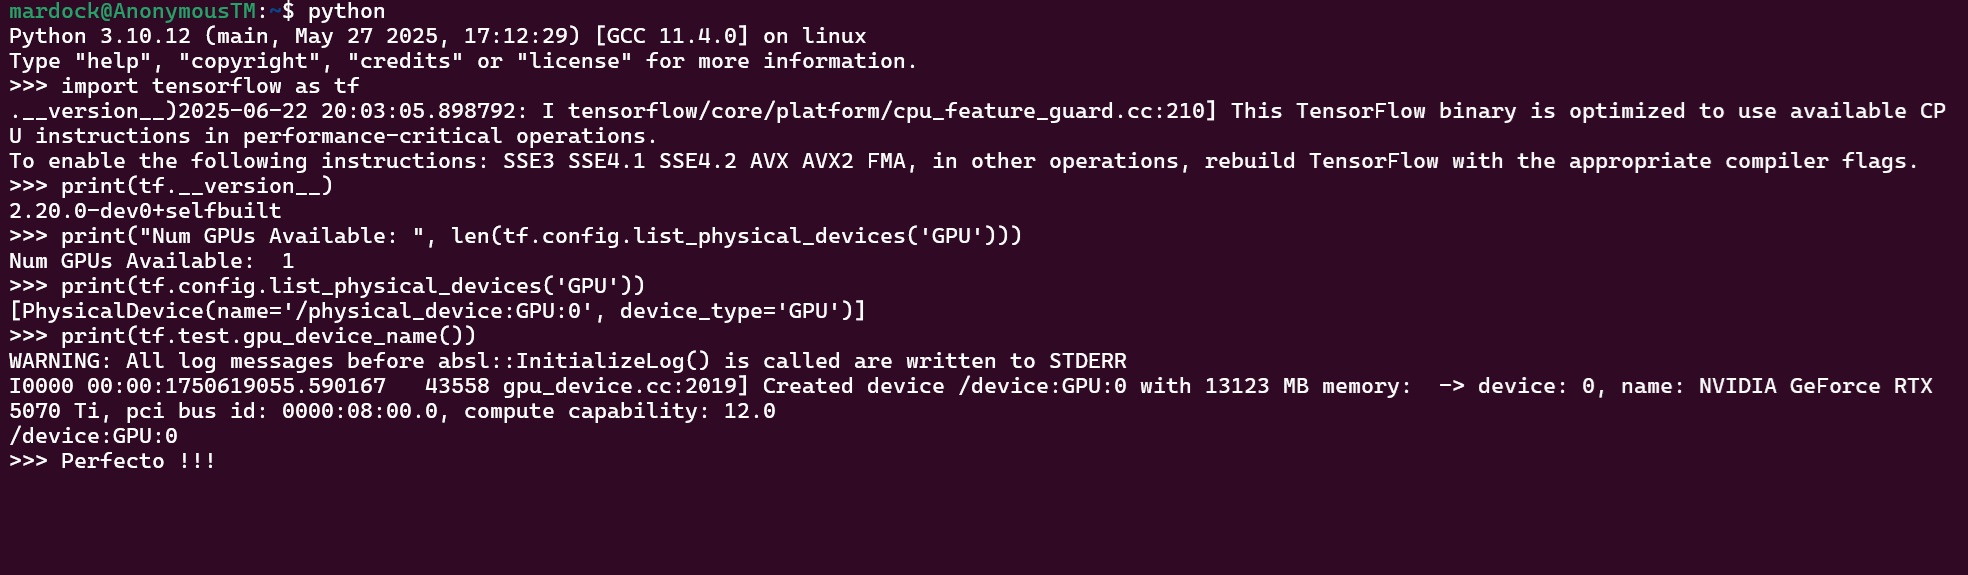 mardock@AnonymousTM:~$ python
Python 3.10.12 (main, May 27 2025, 17:12:29) [GCC 11.4.0] on linux
Type "help", "copyright", "credits" or "license" for more information.
>>> import tensorflow as tf
.__version__)2025-06-22 20:03:05.898792: I tensorflow/core/platform/cpu_feature_guard.cc:210] This TensorFlow binary is optimized to use available CP
U instructions in performance-critical operations.
To enable the following instructions: SSE3 SSE4.1 SSE4.2 AVX AVX2 FMA, in other operations, rebuild TensorFlow with the appropriate compiler flags.
>>> print(tf.__version__)
2.20.0-dev0+selfbuilt
>>> print("Num GPUs Available: ", len(tf.config.list_physical_devices('GPU')))
Num GPUs Available:  1
>>> print(tf.config.list_physical_devices('GPU'))
[PhysicalDevice(name='/physical_device:GPU:0', device_type='GPU')]
>>> print(tf.test.gpu_device_name())
WARNING: All log messages before absl::InitializeLog() is called are written to STDERR
I0000 00:00:1750619055.590167   43558 gpu_device.cc:2019] Created device /device:GPU:0 with 13123 MB memory:  -> device: 0, name: NVIDIA GeForce RTX
5070 Ti, pci bus id: 0000:08:00.0, compute capability: 12.0
/device:GPU:0
>>> Perfecto !!!